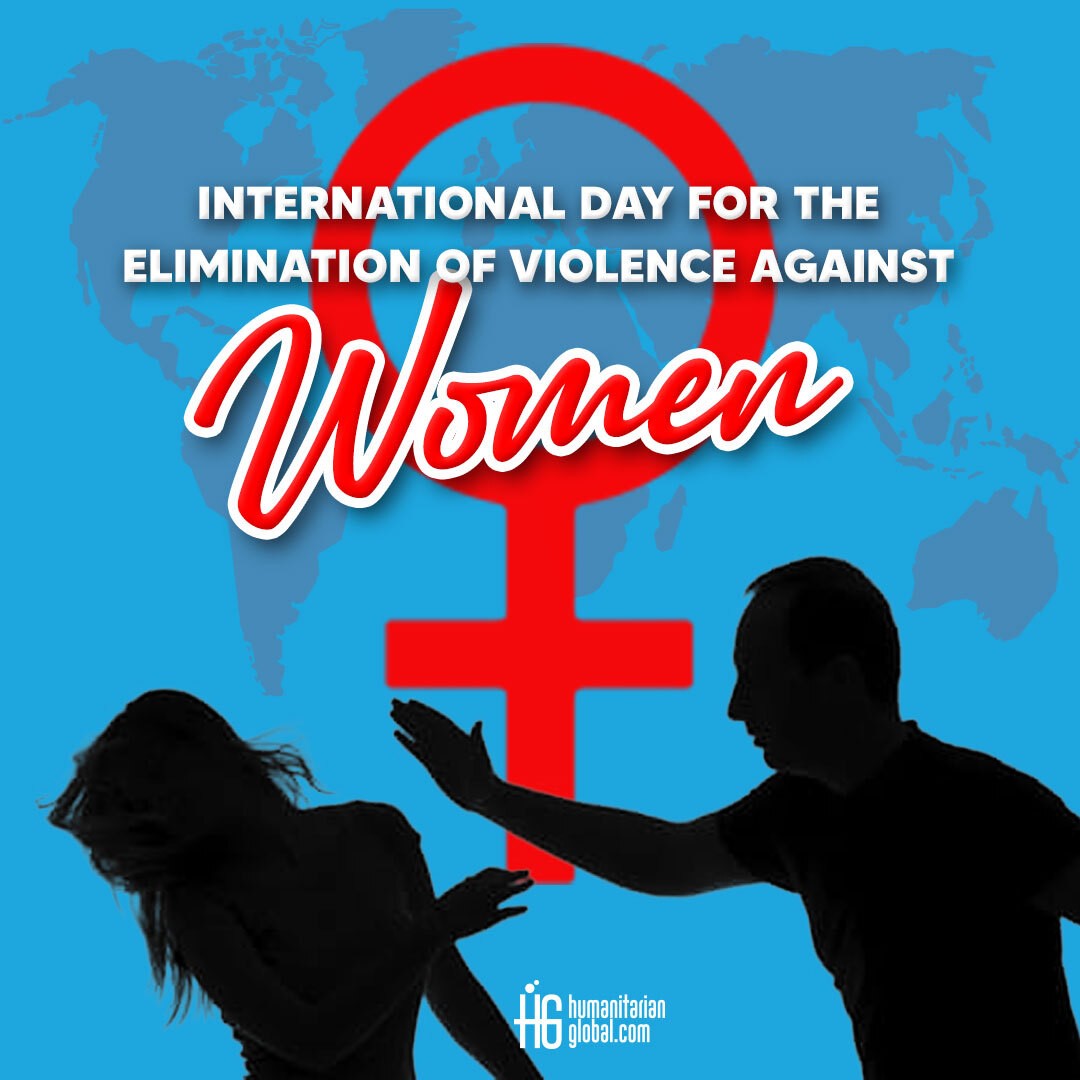 INTERNATIONAL DAY FOR THE
ELIMINATION OF VIOLENCE AGAINST
Women
HG humanitarian
global.com